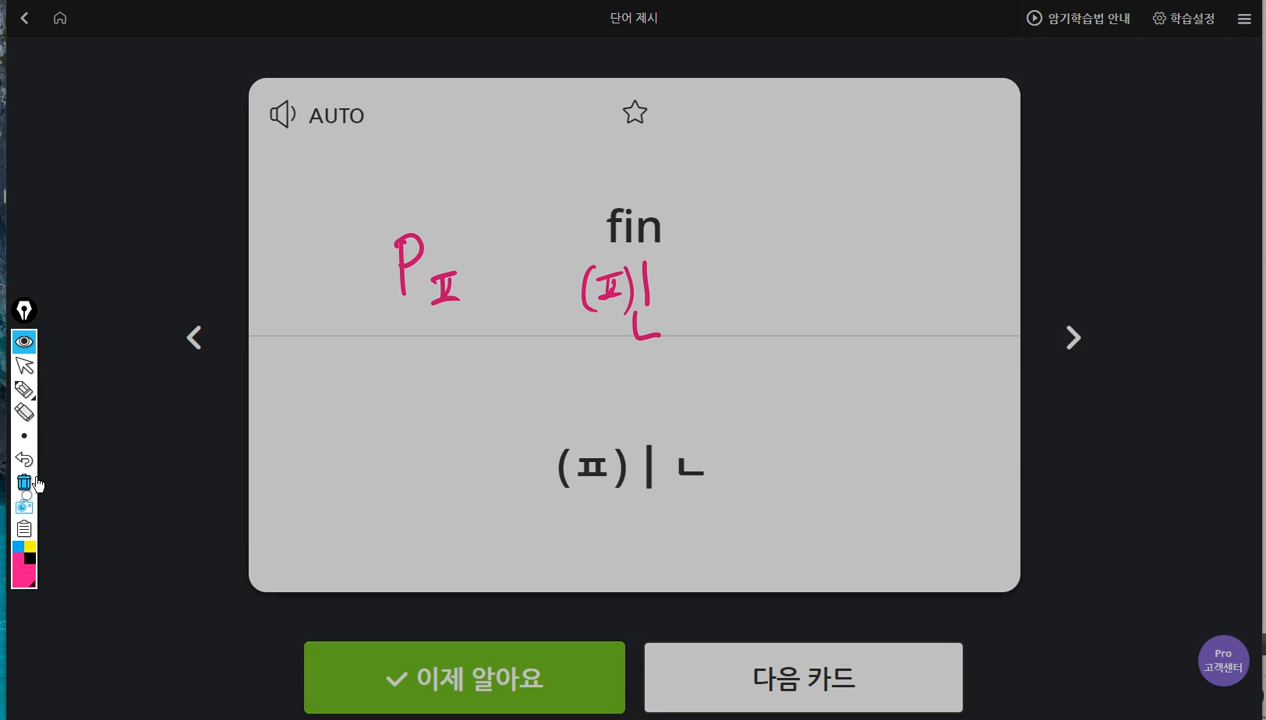 단어 제시
암기학습법 안내
학습설정
AUTO
fin
P ㅍ
(ㅍ)ㅣ
ㄴ
(ㅍ)ㅣ ㄴ
이제 알아요
다음 카드
Pro
고객센터